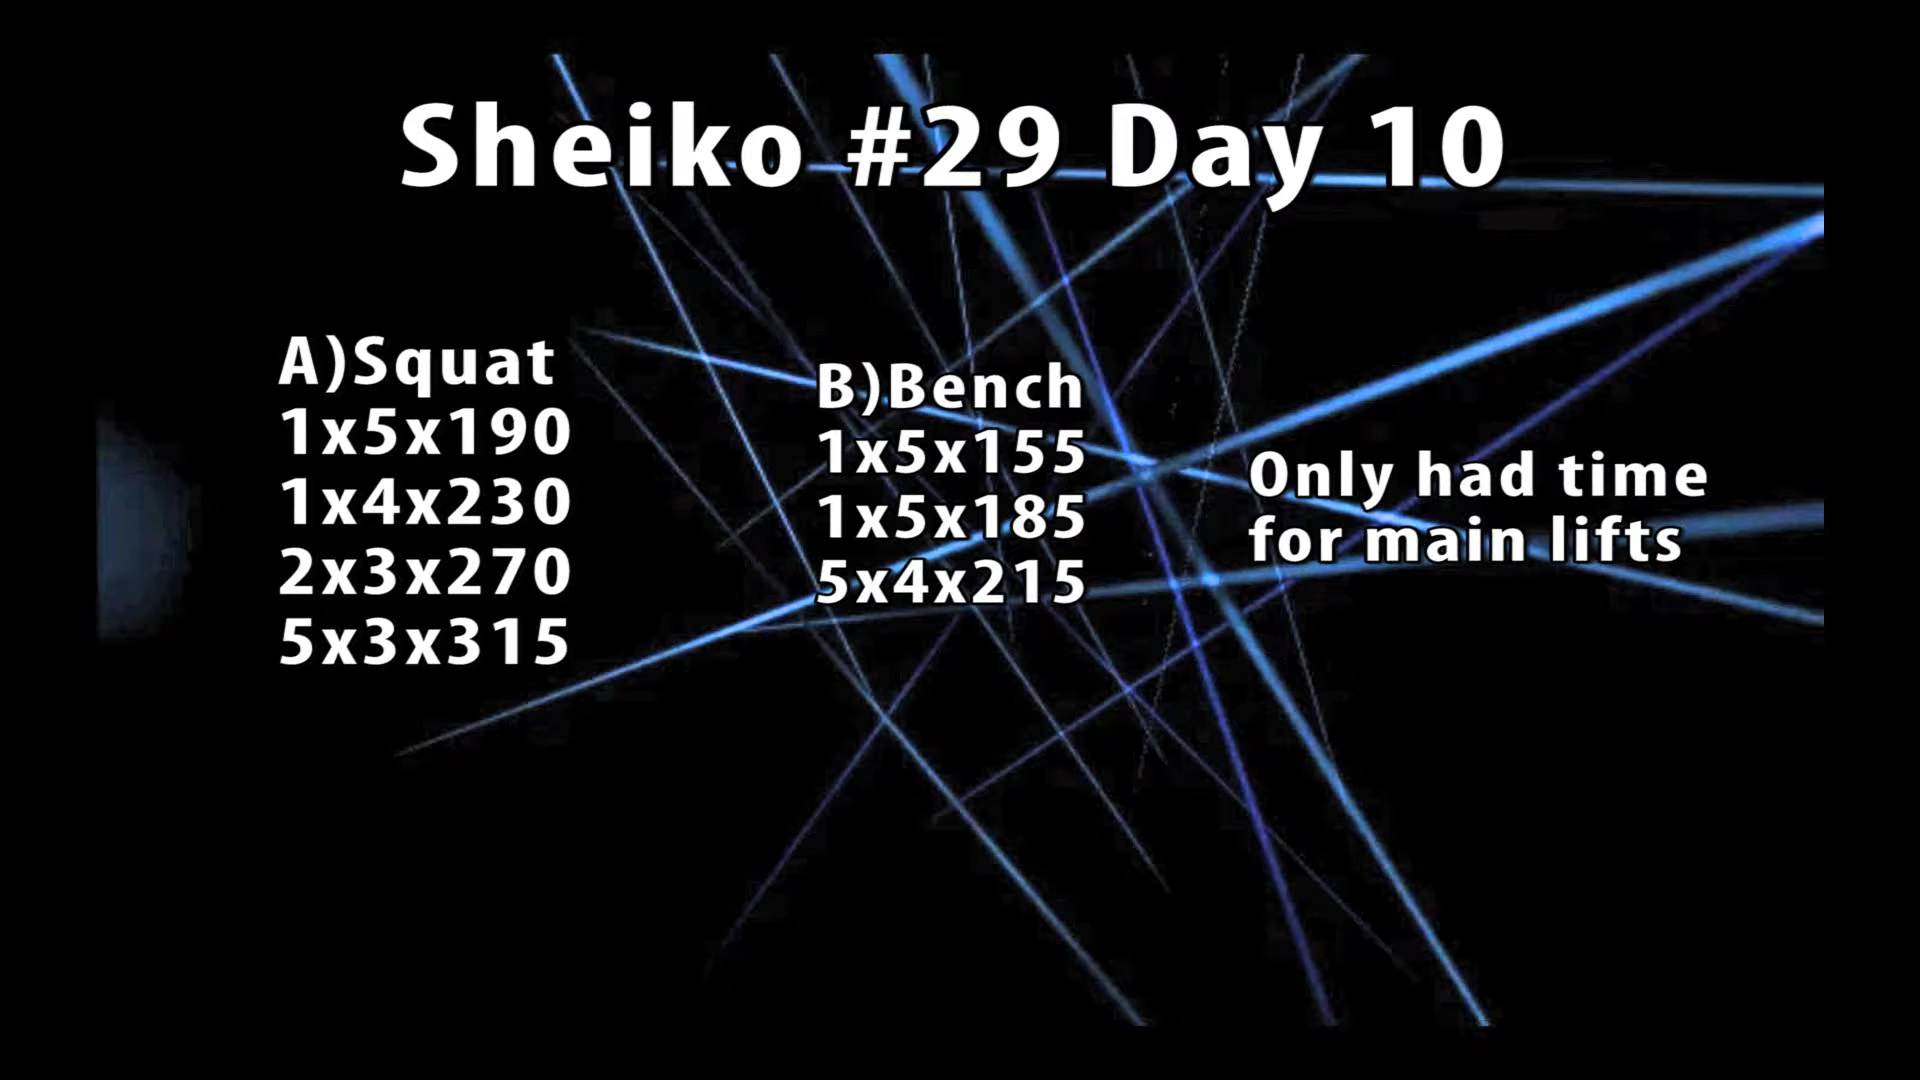 Sheiko #29 Day 10
A)Squat
1x5x190
1x4x230
2x3x270
5x3x315
B)Bench
1x5x155
1x5x185
5x4x215
Only had time
for main lifts